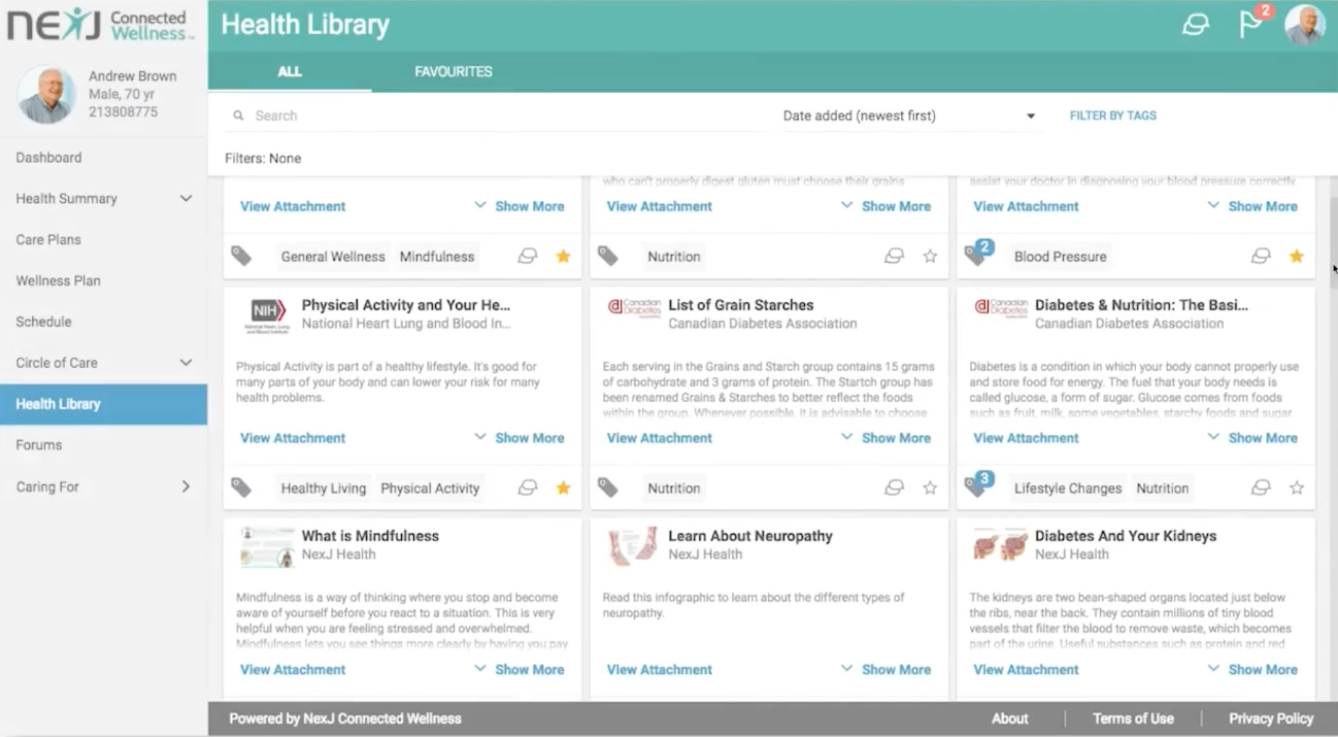 NEXJ Connected Wellness
Health Library
2
Andrew Brown
Male, 70 yr
213808775
ALL
FAVOURITES
Search
Date added (newest first)
FILTER BY TAGS
Filters: None
Dashboard
Health Summary
Care Plans
Wellness Plan
Schedule
Circle of Care
Health Library
Forums
Caring For
View Attachment
Show More
General Wellness
Mindfulness
who can't properly digest gluten must choose their grains
View Attachment
Show More
Nutrition
assist your doctor in diagnosing your blood pressure correctly
View Attachment
Show More
2
Blood Pressure
NIH
National Heart, Lung,
and Blood Institute
Physical Activity and Your He...
National Heart Lung and Blood In...
Physical Activity is part of a healthy lifestyle. It's good for
many parts of your body and can lower your risk for many
health problems.
View Attachment
Show More
Healthy Living
Physical Activity
Canadian
Diabetes
Association
List of Grain Starches
Canadian Diabetes Association
Each serving in the Grains and Starch group contains 15 grams
of carbohydrate and 3 grams of protein. The Startch group has
been renamed Grains & Starches to better reflect the foods
within the group. Whenever possible, it is advisable to choose
View Attachment
Show More
Nutrition
Canadian
Diabetes
Association
Diabetes & Nutrition: The Basi...
Canadian Diabetes Association
Diabetes is a condition in which your body cannot properly use
and store food for energy. The fuel that your body needs is
called glucose, a form of sugar. Glucose comes from foods
such as fruit, milk, some vegetables, starchy foods and sugar.
View Attachment
Show More
3
Lifestyle Changes
Nutrition
What is Mindfulness
NexJ Health
Mindfulness is a way of thinking where you stop and become
aware of yourself before you react to a situation. This is very
helpful when you are feeling stressed and overwhelmed.
Mindfulness lets you see things more clearly by having you pay
View Attachment
Show More
Learn About Neuropathy
NexJ Health
Read this infographic to learn about the different types of
neuropathy.
View Attachment
Show More
Diabetes And Your Kidneys
NexJ Health
The kidneys are two bean-shaped organs located just below
the ribs, near the back. They contain millions of tiny blood
vessels that filter the blood to remove waste, which becomes
part of the urine. Useful substances such as protein and red
View Attachment
Show More
Powered by NexJ Connected Wellness
About
Terms of Use
Privacy Policy